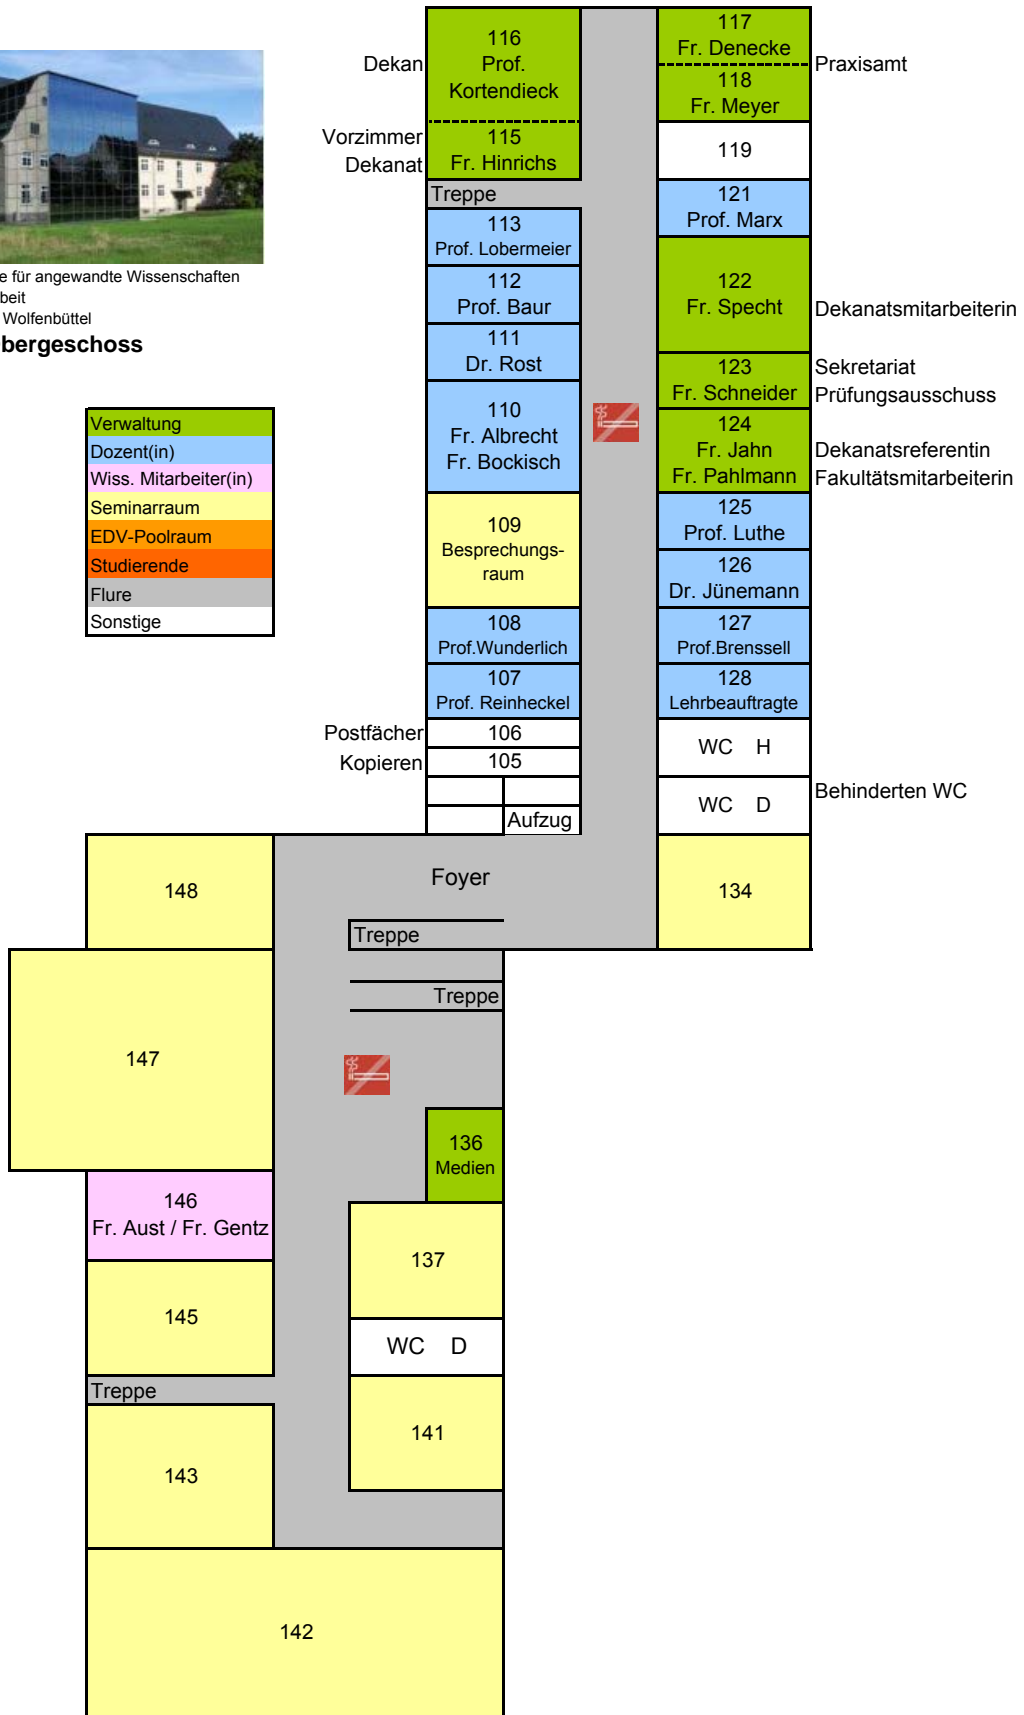 116
Prof.
Kortendieck
Dekan
115
Fr. Hinrichs
Vorzimmer
Dekanat
Treppe
113
Prof. Lobermeier
112
Prof. Baur
111
Dr. Rost
110
Fr. Albrecht
Fr. Bockisch
109
Besprechungs-
raum
108
Prof.Wunderlich
107
Prof. Reinheckel
Postfächer
106
Kopieren
105
Aufzug
117
Fr. Denecke
Praxisamt
118
Fr. Meyer
119
121
Prof. Marx
122
Fr. Specht
Dekanatsmitarbeiterin
123
Fr. Schneider
Sekretariat
Prüfungsausschuss
124
Fr. Jahn
Fr. Pahlmann
Dekanatsreferentin
Fakultätsmitarbeiterin
125
Prof. Luthe
126
Dr. Jünemann
127
Prof.Brenssell
128
Lehrbeauftragte
WC H
WC D
Behinderten WC
134
e für angewandte Wissenschaften
beit
Wolfenbüttel
bergeschoss
Verwaltung
Dozent(in)
Wiss. Mitarbeiter(in)
Seminarraum
EDV-Poolraum
Studierende
Flure
Sonstige
148
Foyer
Treppe
Treppe
147
136
Medien
146
Fr. Aust / Fr. Gentz
137
145
WC D
Treppe
141
143
142